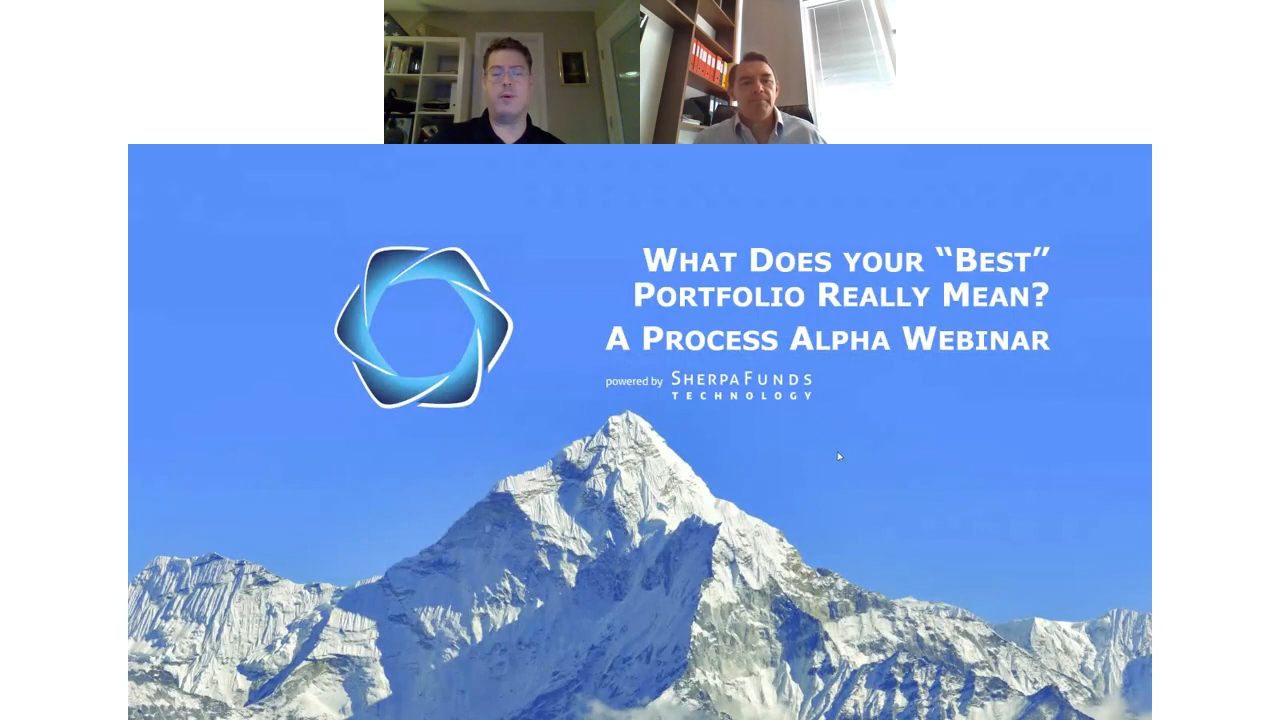 What Does your “Best”
Portfolio Really Mean?
A Process Alpha Webinar
powered by SherpaFunds
TECHNOLOGY